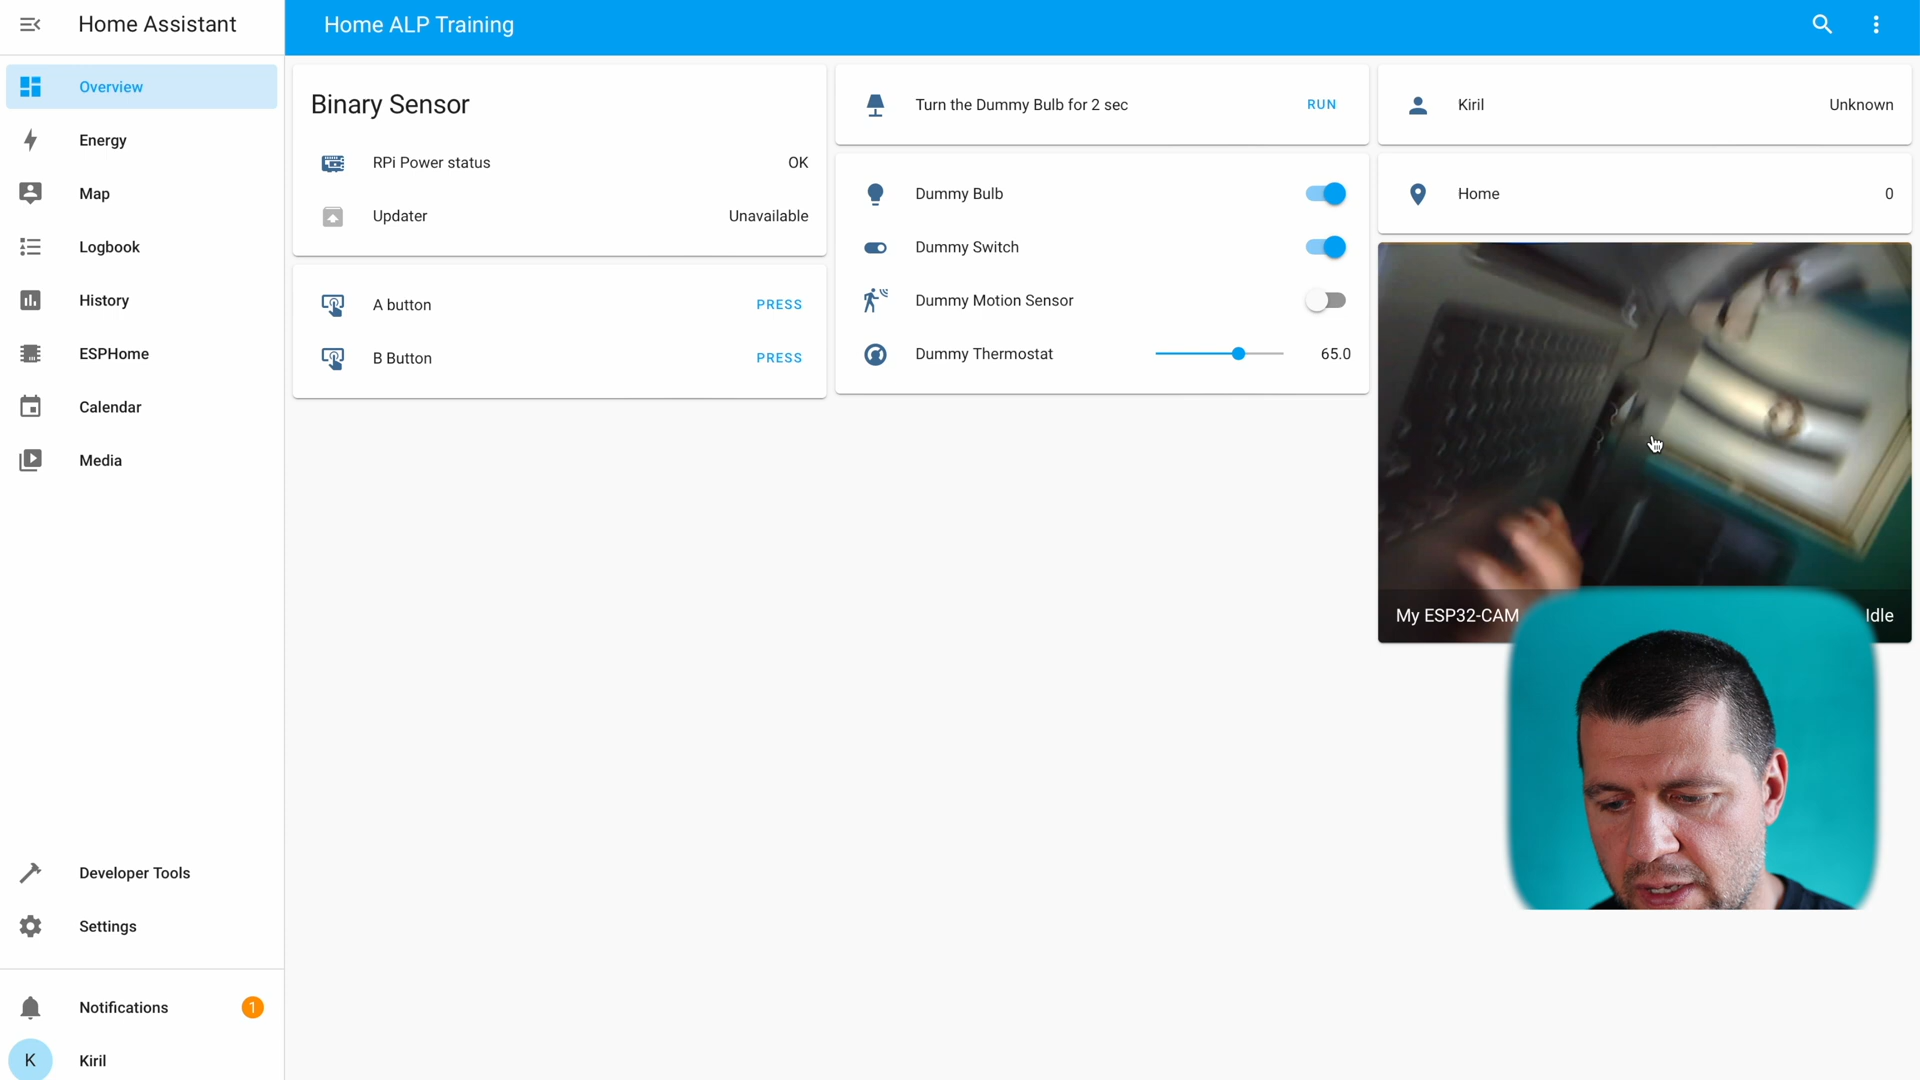 Home Assistant
Home ALP Training
Overview
Energy
Map
Logbook
History
ESPHome
Calendar
Media
Developer Tools
Settings
Notifications 1
K Kiril
Binary Sensor
RPi Power status OK
Updater Unavailable
A button PRESS
B Button PRESS
Turn the Dummy Bulb for 2 sec RUN
Dummy Bulb
Dummy Switch
Dummy Motion Sensor
Dummy Thermostat 65.0
Kiril Unknown
Home 0
My ESP32-CAM Idle